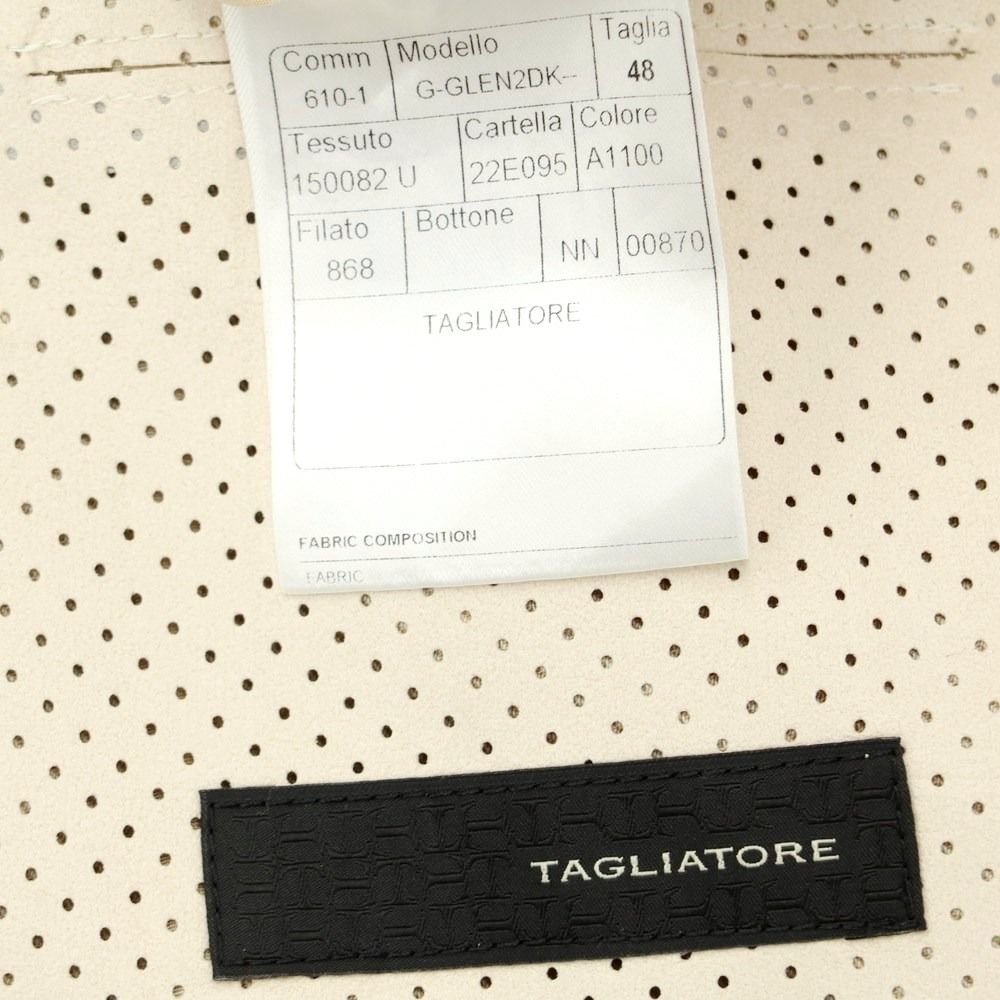 Comm Modello Taglia
610-1 G-GLEN2DK-- 48
Tessuto Cartella Colore
150082 U 22E095 A1100
Filato Bottone
868 NN 00870
TAGLIATORE
FABRIC COMPOSITION
FABRIC
TAGLIATORE